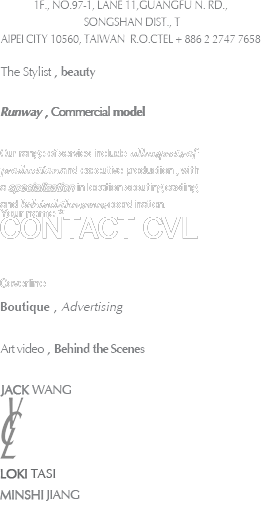 1F., NO.97-1, LANE 11,GUANGFU N. RD.,
SONGSHAN DIST., T
AIPEI CITY 10560, TAIWAN R.O.CTEL + 886 2 2747 7658
The Stylist , beauty
Runway , Commercial model
Our range of service include all aspects of
production and executive production , with
a specialization in location scouting/casting
and behind-the-scenes coordination.
Your name *
CONTACT CVL
Coverline
Boutique , Advertising
Art video , Behind the Scenes
JACK WANG
LOKI TASI
MINSHI JIANG